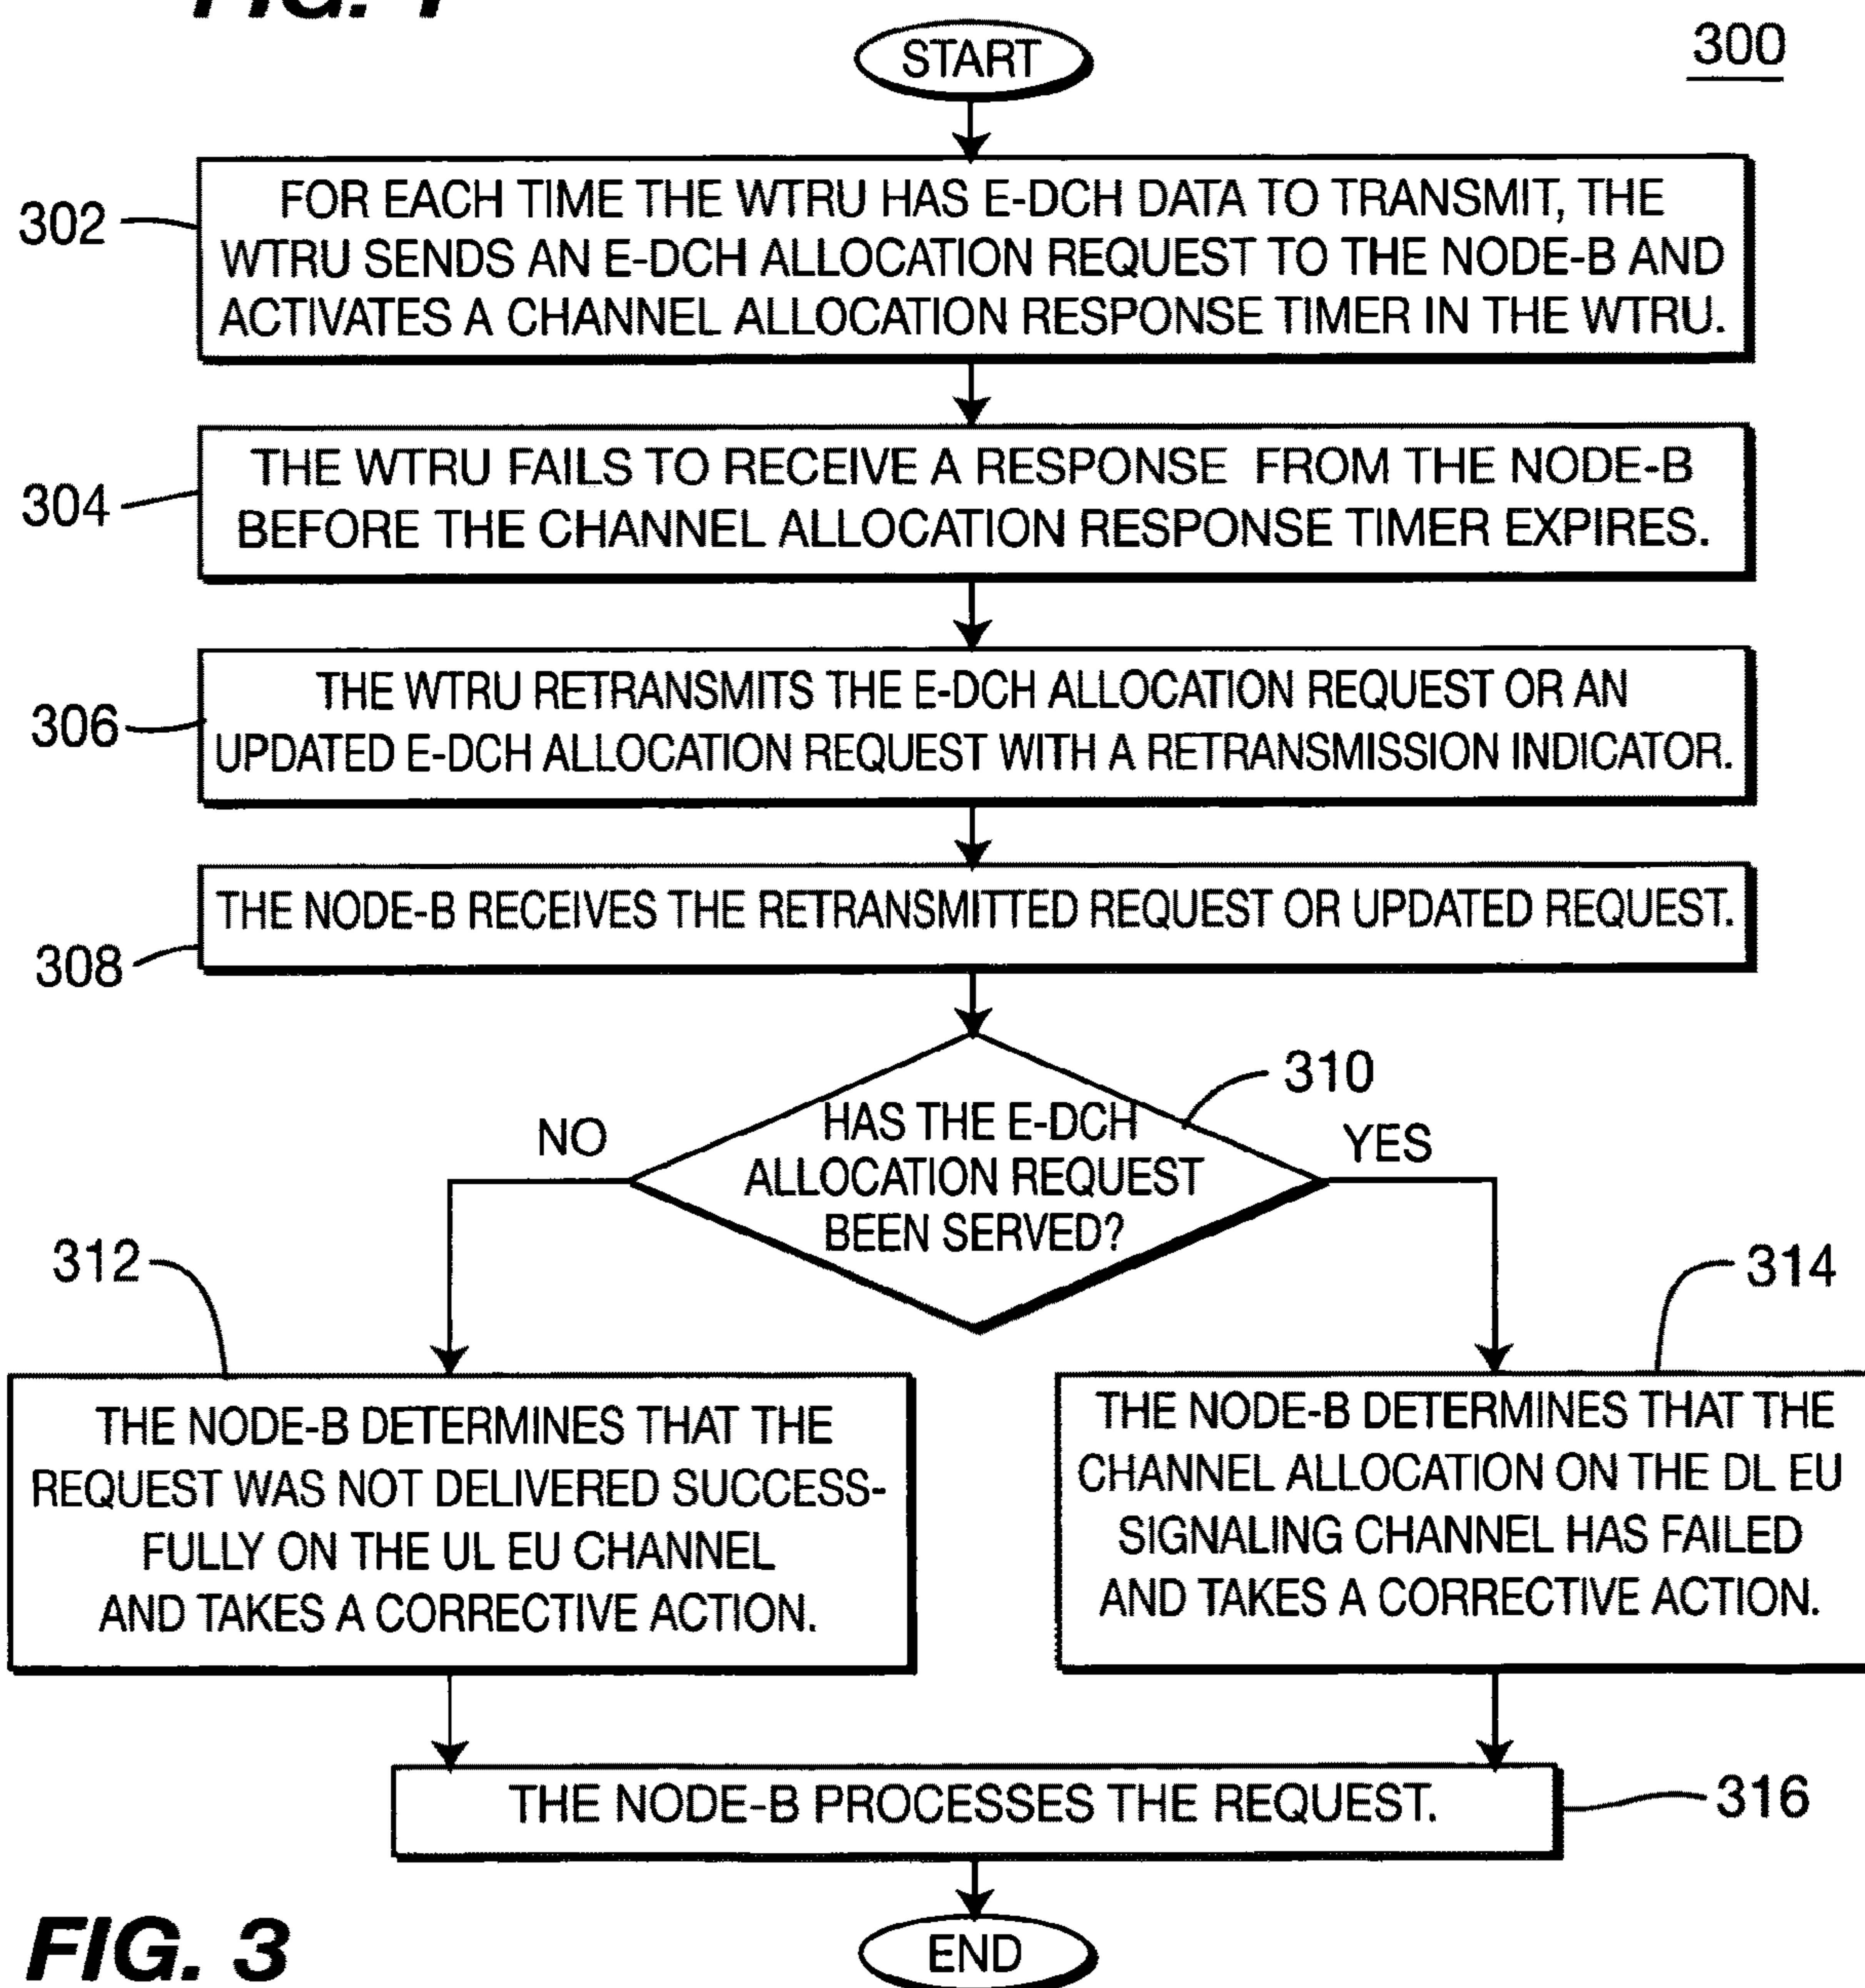 FIG. 1
START
300
302
FOR EACH TIME THE WTRU HAS E-DCH DATA TO TRANSMIT, THE
WTRU SENDS AN E-DCH ALLOCATION REQUEST TO THE NODE-B AND
ACTIVATES A CHANNEL ALLOCATION RESPONSE TIMER IN THE WTRU.
304
THE WTRU FAILS TO RECEIVE A RESPONSE FROM THE NODE-B
BEFORE THE CHANNEL ALLOCATION RESPONSE TIMER EXPIRES.
306
THE WTRU RETRANSMITS THE E-DCH ALLOCATION REQUEST OR AN
UPDATED E-DCH ALLOCATION REQUEST WITH A RETRANSMISSION INDICATOR.
THE NODE-B RECEIVES THE RETRANSMITTED REQUEST OR UPDATED REQUEST.
308
310
NO
YES
HAS THE E-DCH
ALLOCATION REQUEST
BEEN SERVED?
312
314
THE NODE-B DETERMINES THAT THE
REQUEST WAS NOT DELIVERED SUCCESS-
FULLY ON THE UL EU CHANNEL
AND TAKES A CORRECTIVE ACTION.
THE NODE-B DETERMINES THAT THE
CHANNEL ALLOCATION ON THE DL EU
SIGNALING CHANNEL HAS FAILED
AND TAKES A CORRECTIVE ACTION.
THE NODE-B PROCESSES THE REQUEST.
316
END
FIG. 3